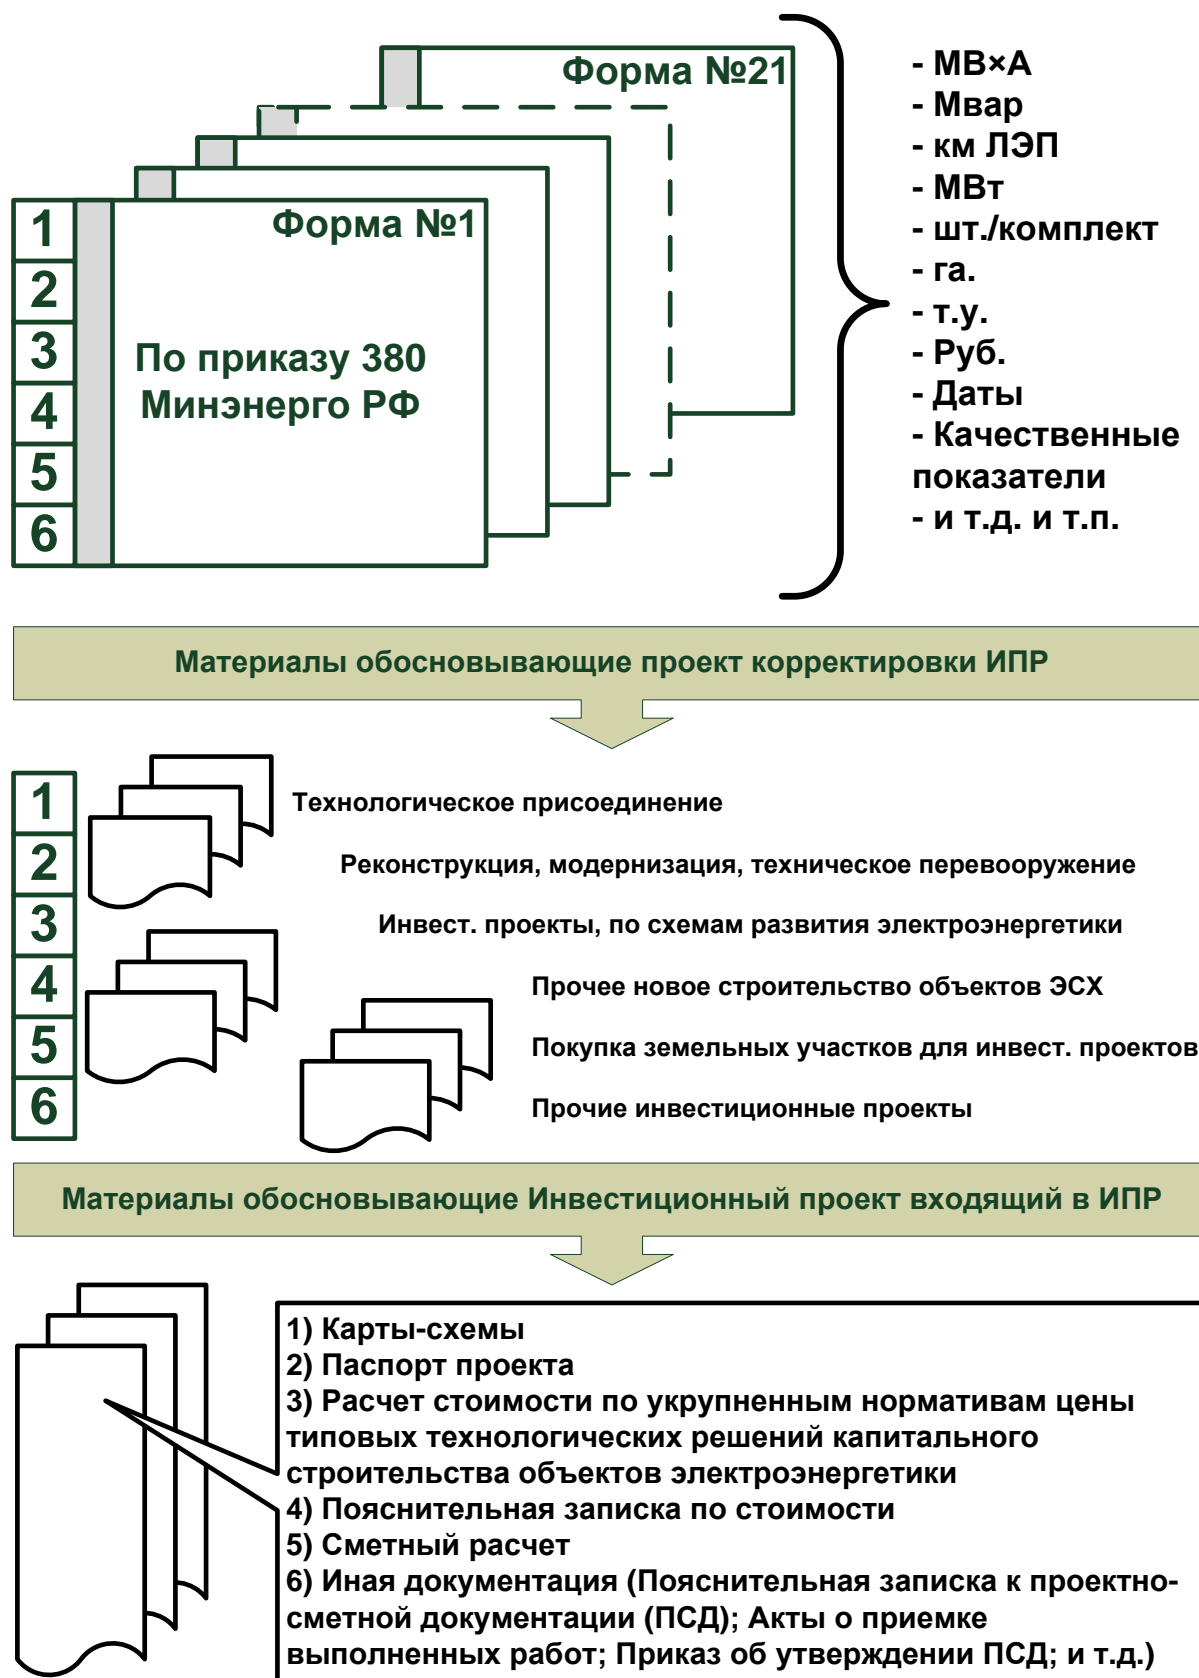 Форма №21
Форма №1
1
2
3
4
5
6
По приказу 380
Минэнерго РФ
- МВ×А
- Мвар
- км ЛЭП
- МВт
- шт./комплект
- га.
- т.у.
- Руб.
- Даты
- Качественные
показатели
- и т.д. и т.п.
Материалы обосновывающие проект корректировки ИПР
1
2
3
4
5
6
Технологическое присоединение
Реконструкция, модернизация, техническое перевооружение
Инвест. проекты, по схемам развития электроэнергетики
Прочее новое строительство объектов ЭСХ
Покупка земельных участков для инвест. проектов
Прочие инвестиционные проекты
Материалы обосновывающие Инвестиционный проект входящий в ИПР
1) Карты-схемы
2) Паспорт проекта
3) Расчет стоимости по укрупненным нормативам цены
типовых технологических решений капитального
строительства объектов электроэнергетики
4) Пояснительная записка по стоимости
5) Сметный расчет
6) Иная документация (Пояснительная записка к проектно-
сметной документации (ПСД); Акты о приемке
выполненных работ; Приказ об утверждении ПСД; и т.д.)